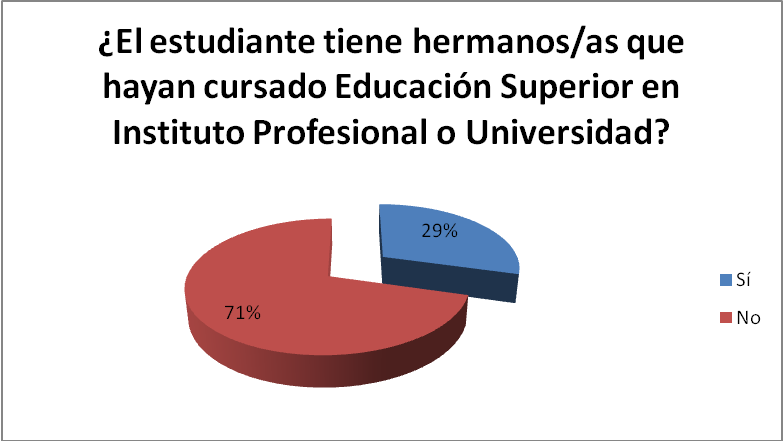 ¿El estudiante tiene hermanos/as que
hayan cursado Educación Superior en
Instituto Profesional o Universidad?
29%
71%
Sí
No